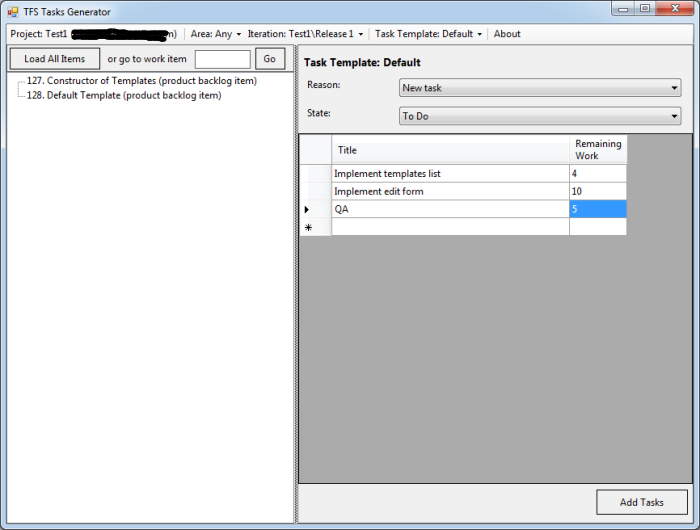 TFS Tasks Generator
Project: Test1 m) Area: Any Iteration: Test1\Release 1 Task Template: Default About
Load All Items or go to work item Go
127. Constructor of Templates (product backlog item)
128. Default Template (product backlog item)
Task Template: Default
Reason: New task
State: To Do
Title Remaining Work
Implement templates list 4
Implement edit form 10
QA 5
Add Tasks